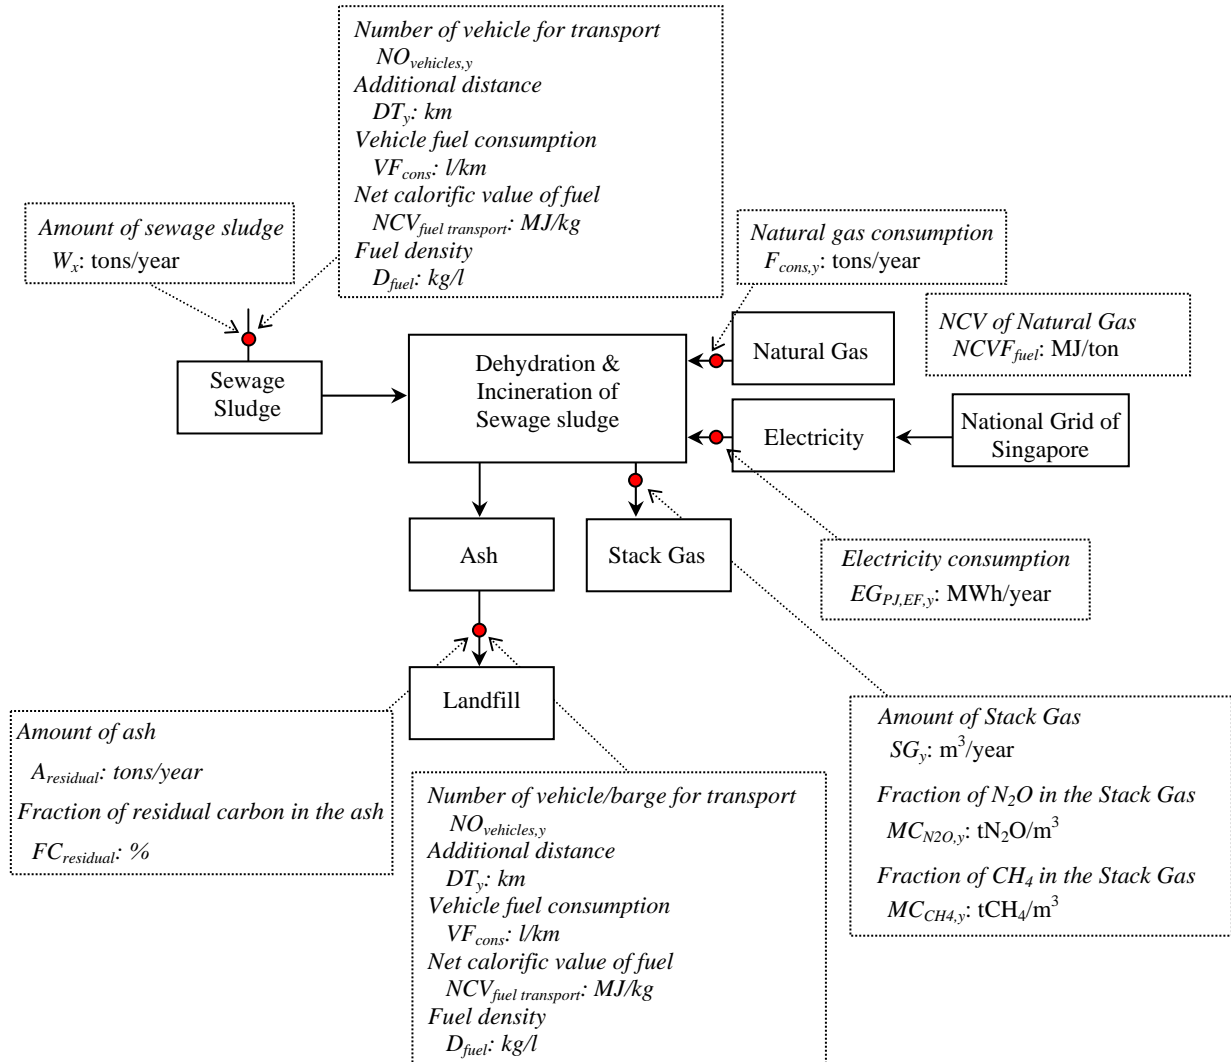 Number of vehicle for transport
NOvehicles,y
Additional distance
DTy: km
Vehicle fuel consumption
VFcons: l/km
Net calorific value of fuel
NCVfuel transport: MJ/kg
Fuel density
Dfuel: kg/l
Amount of sewage sludge
Wx: tons/year
Natural gas consumption
Fcons,y: tons/year
NCV of Natural Gas
NCVFfuel: MJ/ton
Sewage
Sludge
Dehydration &
Incineration of
Sewage sludge
Natural Gas
Electricity
National Grid of
Singapore
Ash
Stack Gas
Electricity consumption
EGPJ,EF,y: MWh/year
Landfill
Amount of ash
Aresidual: tons/year
Fraction of residual carbon in the ash
FCresidual: %
Number of vehicle/barge for transport
NOvehicles,y
Additional distance
DTy: km
Vehicle fuel consumption
VFcons: l/km
Net calorific value of fuel
NCVfuel transport: MJ/kg
Fuel density
Dfuel: kg/l
Amount of Stack Gas
SGy: m³/year
Fraction of N₂O in the Stack Gas
MCN2O,y: tN₂O/m³
Fraction of CH₄ in the Stack Gas
MCCH4,y: tCH₄/m³